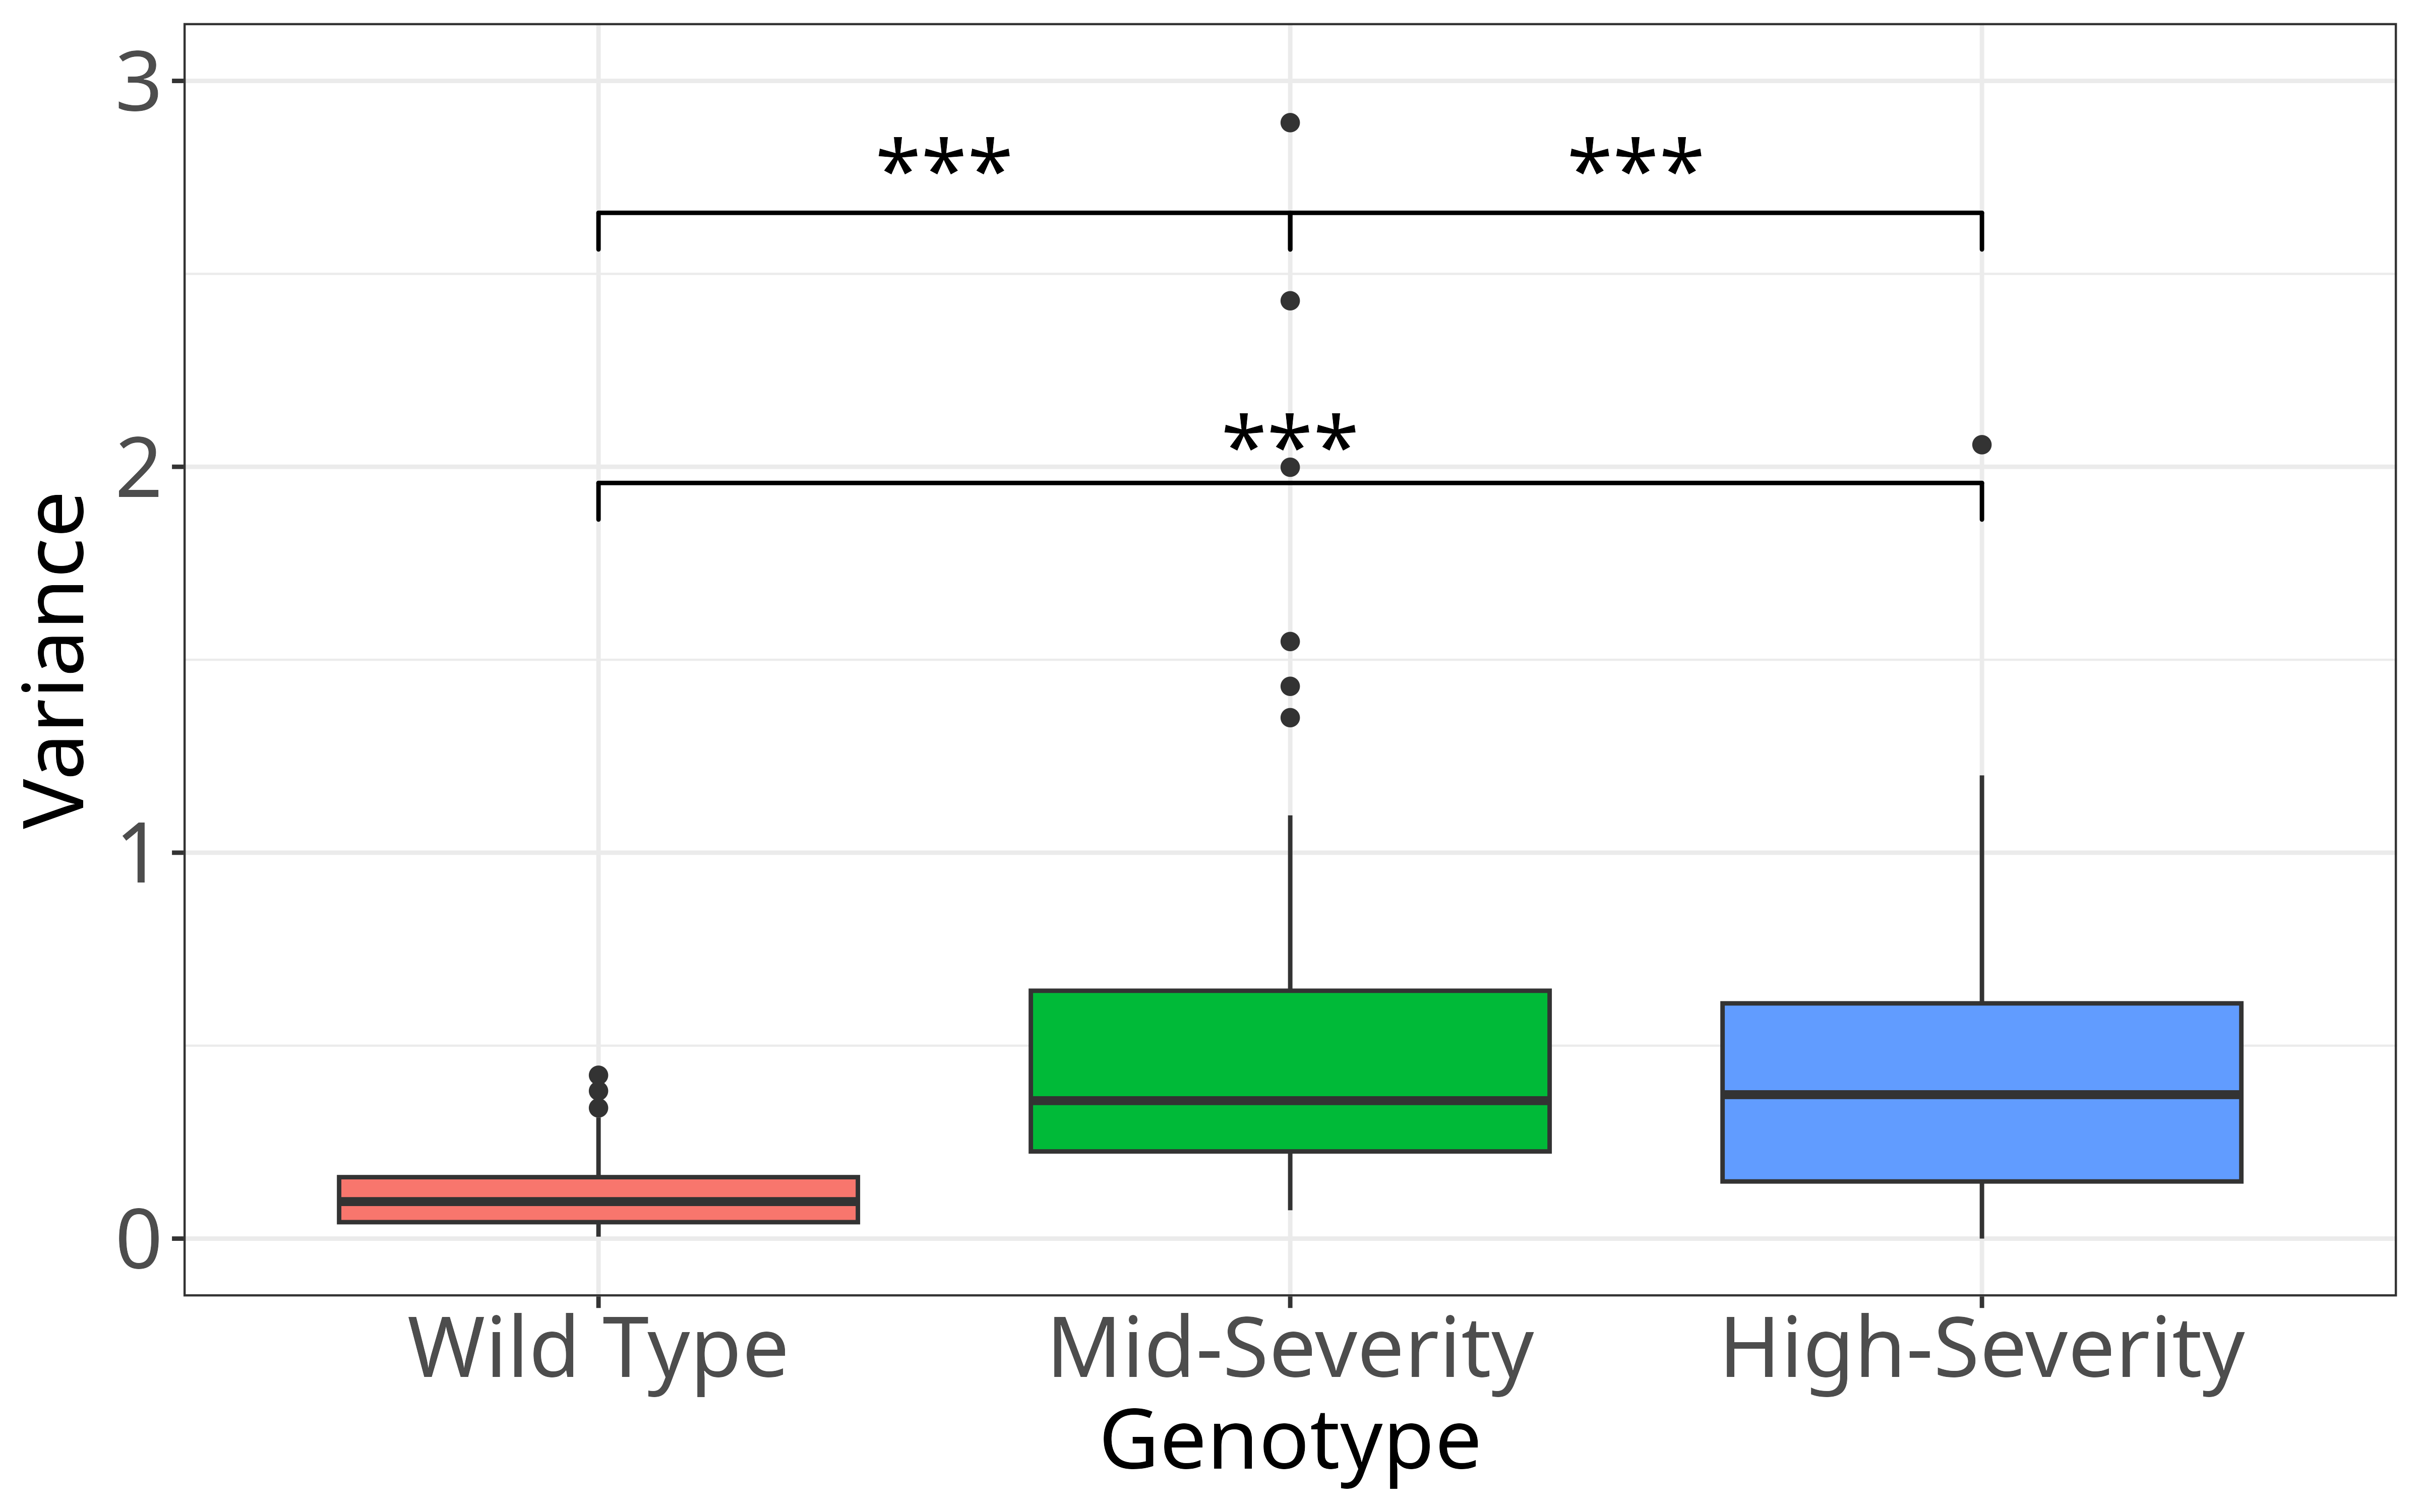 3
***
***
***
2
Variance
1
0
Wild Type
Mid-Severity
High-Severity
Genotype